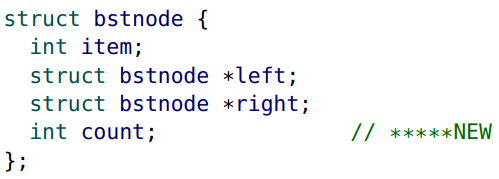 struct bstnode {
  int item;
  struct bstnode *left;
  struct bstnode *right;
  int count;              // *****NEW
};